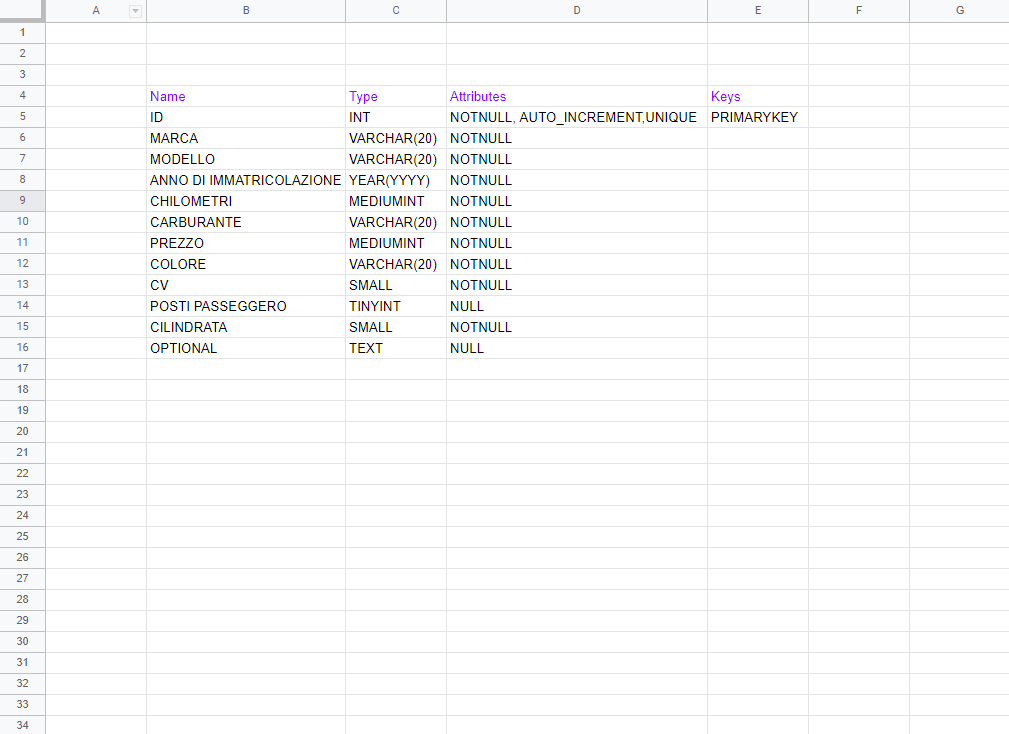 A B C D E F G
1
2
3
4 Name Type Attributes Keys
5 ID INT NOTNULL, AUTO_INCREMENT,UNIQUE PRIMARYKEY
6 MARCA VARCHAR(20) NOTNULL
7 MODELLO VARCHAR(20) NOTNULL
8 ANNO DI IMMATRICOLAZIONE YEAR(YYYY) NOTNULL
9 CHILOMETRI MEDIUMINT NOTNULL
10 CARBURANTE VARCHAR(20) NOTNULL
11 PREZZO MEDIUMINT NOTNULL
12 COLORE VARCHAR(20) NOTNULL
13 CV SMALL NOTNULL
14 POSTI PASSEGGERO TINYINT NULL
15 CILINDRATA SMALL NOTNULL
16 OPTIONAL TEXT NULL
17
18
19
20
21
22
23
24
25
26
27
28
29
30
31
32
33
34